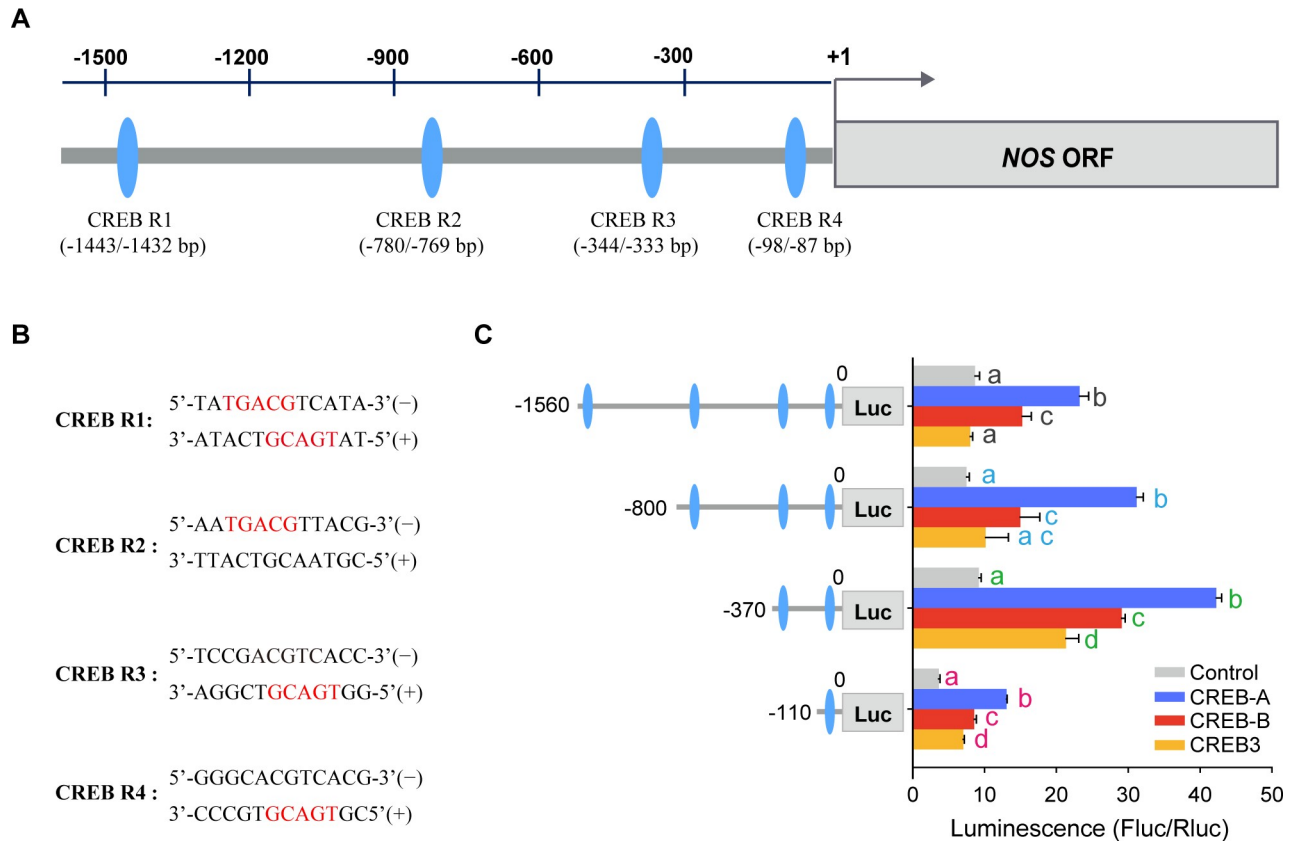 A
-1500 -1200 -900 -600 -300 +1
NOS ORF
CREB R1 CREB R2 CREB R3 CREB R4
(-1443/-1432 bp) (-780/-769 bp) (-344/-333 bp) (-98/-87 bp)
B
CREB R1:
5’-TATGACGTCATA-3’(−)
3’-ATACTGCAGTAT-5’(+)
CREB R2 :
5’-AATGACGTTACG-3’(−)
3’-TTACTGCAATGC-5’(+)
CREB R3 :
5’-TCCGACGTCACC-3’(−)
3’-AGGCTGCAGTGG-5’(+)
CREB R4 :
5’-GGGCACGTCACG-3’(−)
3’-CCCGTGCAGTGC5’(+)
C
0
-1560 Luc
a
b
c
a
0
-800 Luc
a
b
c
a c
0
-370 Luc
a
b
c
d
0
-110 Luc
a
b
c
d
Control
CREB-A
CREB-B
CREB3
0 10 20 30 40 50
Luminescence (Fluc/Rluc)